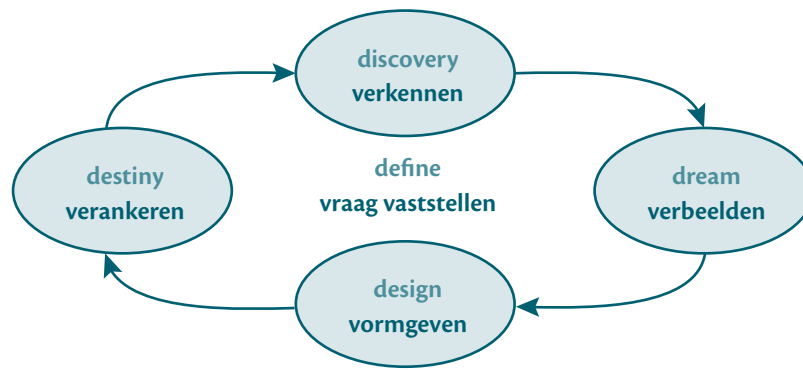 discovery
verkennen
destiny
verankeren
define
vraag vaststellen
dream
verbeelden
design
vormgeven